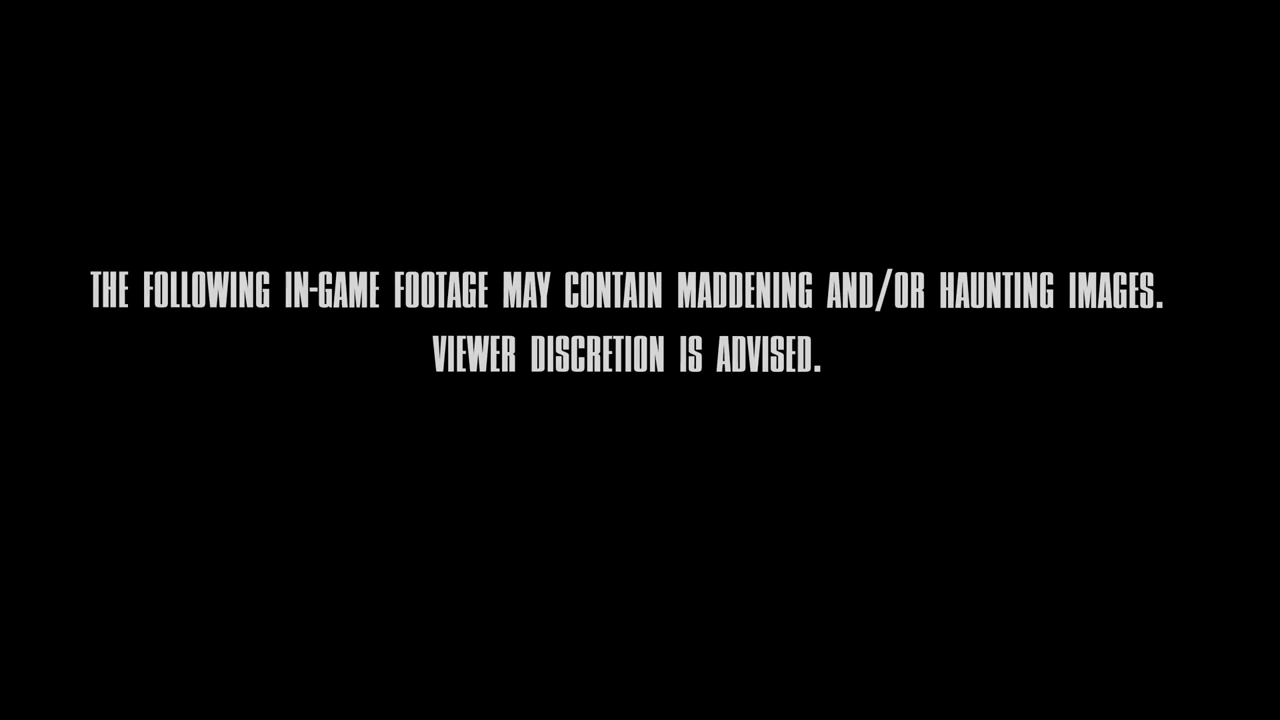 THE FOLLOWING IN-GAME FOOTAGE MAY CONTAIN MADDENING AND/OR HAUNTING IMAGES.
VIEWER DISCRETION IS ADVISED.